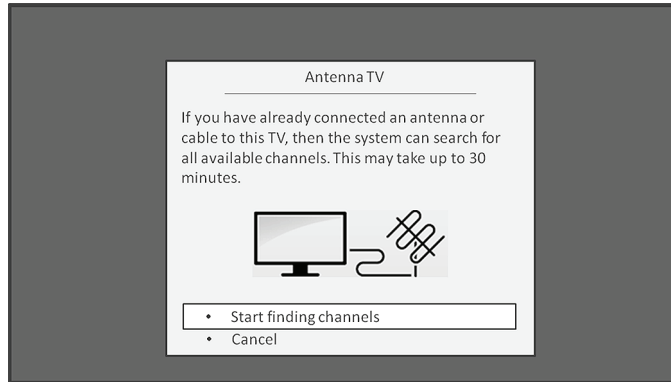 Antenna TV
If you have already connected an antenna or
cable to this TV, then the system can search for
all available channels. This may take up to 30
minutes.
• Start finding channels
• Cancel